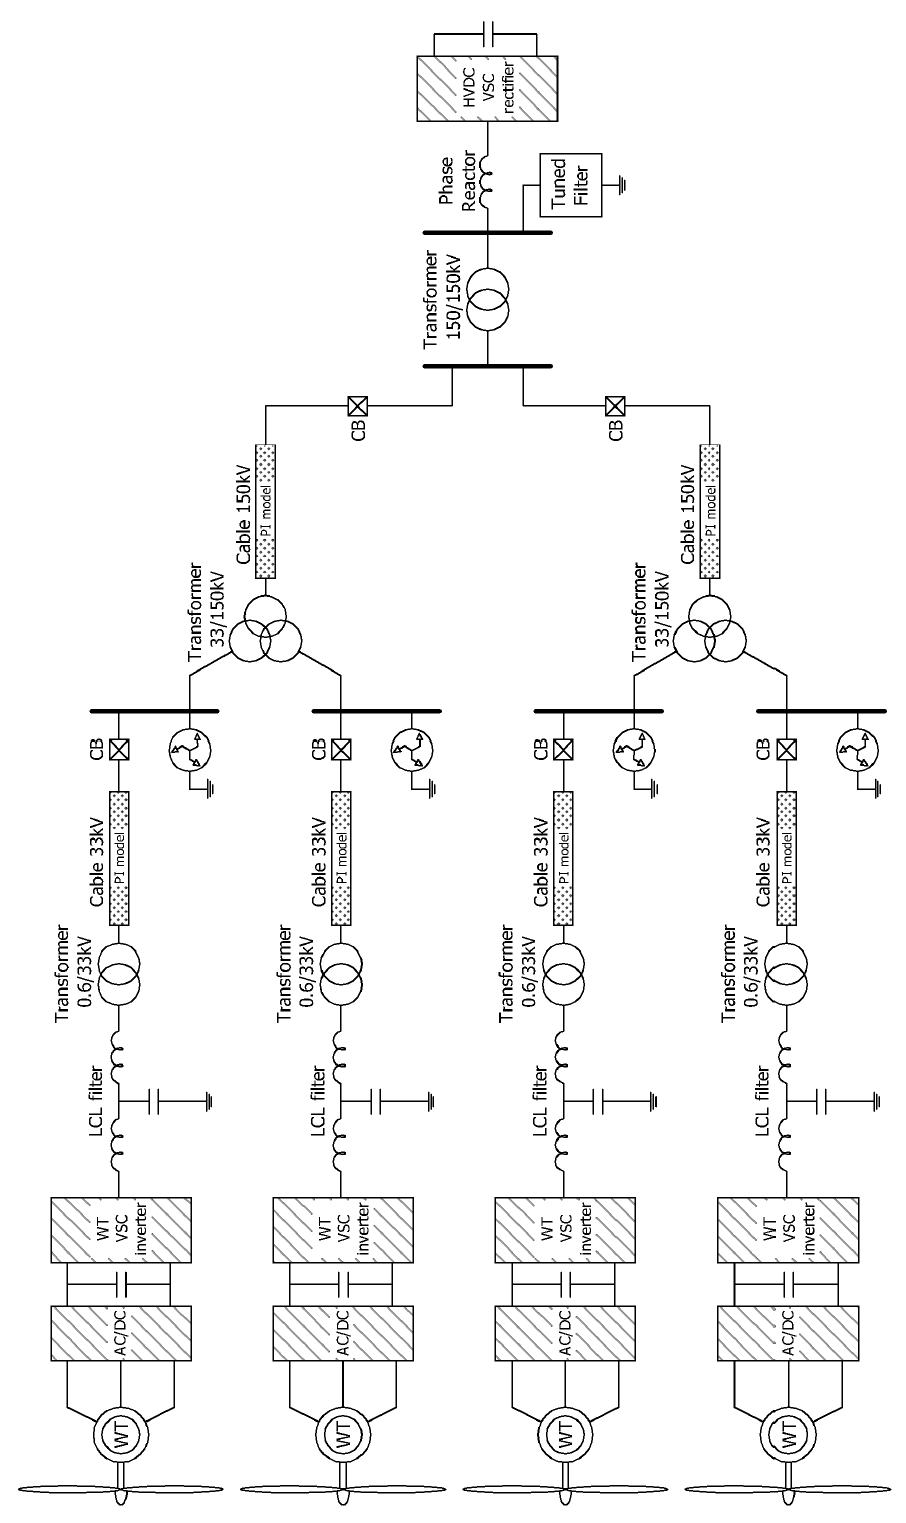 HVDC
VSC
rectifier
Phase
Reactor
Tuned
Filter
Transformer
150/150kV
CB
CB
Cable 150kV
PI model
Cable 150kV
PI model
Transformer
33/150kV
Transformer
33/150kV
CB
CB
CB
CB
Cable 33kV
PI model
Cable 33kV
PI model
Cable 33kV
PI model
Cable 33kV
PI model
Transformer
0.6/33kV
Transformer
0.6/33kV
Transformer
0.6/33kV
Transformer
0.6/33kV
LCL filter
LCL filter
LCL filter
LCL filter
WT
VSC
inverter
WT
VSC
inverter
WT
VSC
inverter
WT
VSC
inverter
AC/DC
AC/DC
AC/DC
AC/DC
WT
WT
WT
WT